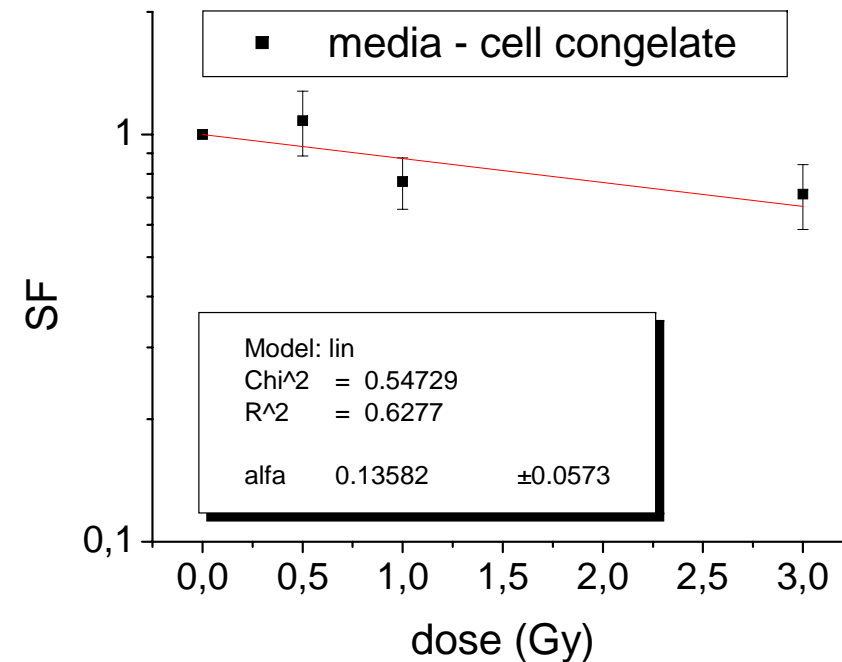 media - cell congelate
1
SF
Model: lin
Chi^2 = 0.54729
R^2 = 0.6277
alfa 0.13582 ±0.0573
0,1
0,0 0,5 1,0 1,5 2,0 2,5 3,0
dose (Gy)